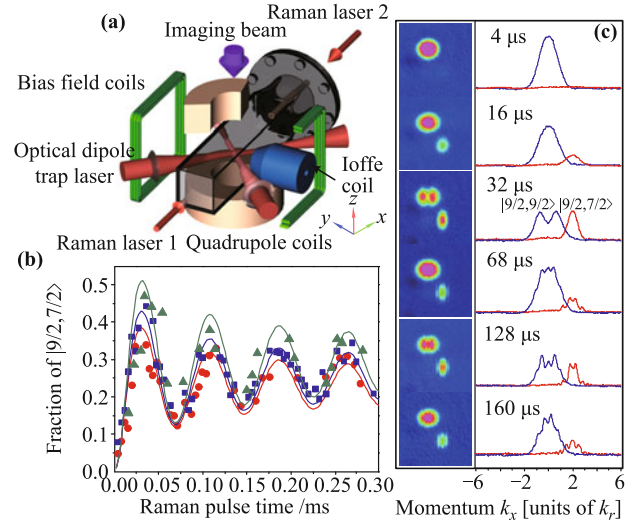 (a)
Raman laser 2
Imaging beam
Bias field coils
Optical dipole
trap laser
Ioffe
coil
z
y
x
Raman laser 1
Quadrupole coils
(b)
Fraction of |9/2,7/2⟩
0.5
0.4
0.3
0.2
0.1
0.0
0.00
0.05
0.10
0.15
0.20
0.25
0.30
Raman pulse time /ms
(c)
4 μs
16 μs
32 μs
|9/2,9/2⟩
|9/2,7/2⟩
68 μs
128 μs
160 μs
−6
−2
2
6
Momentum kx [units of kr]